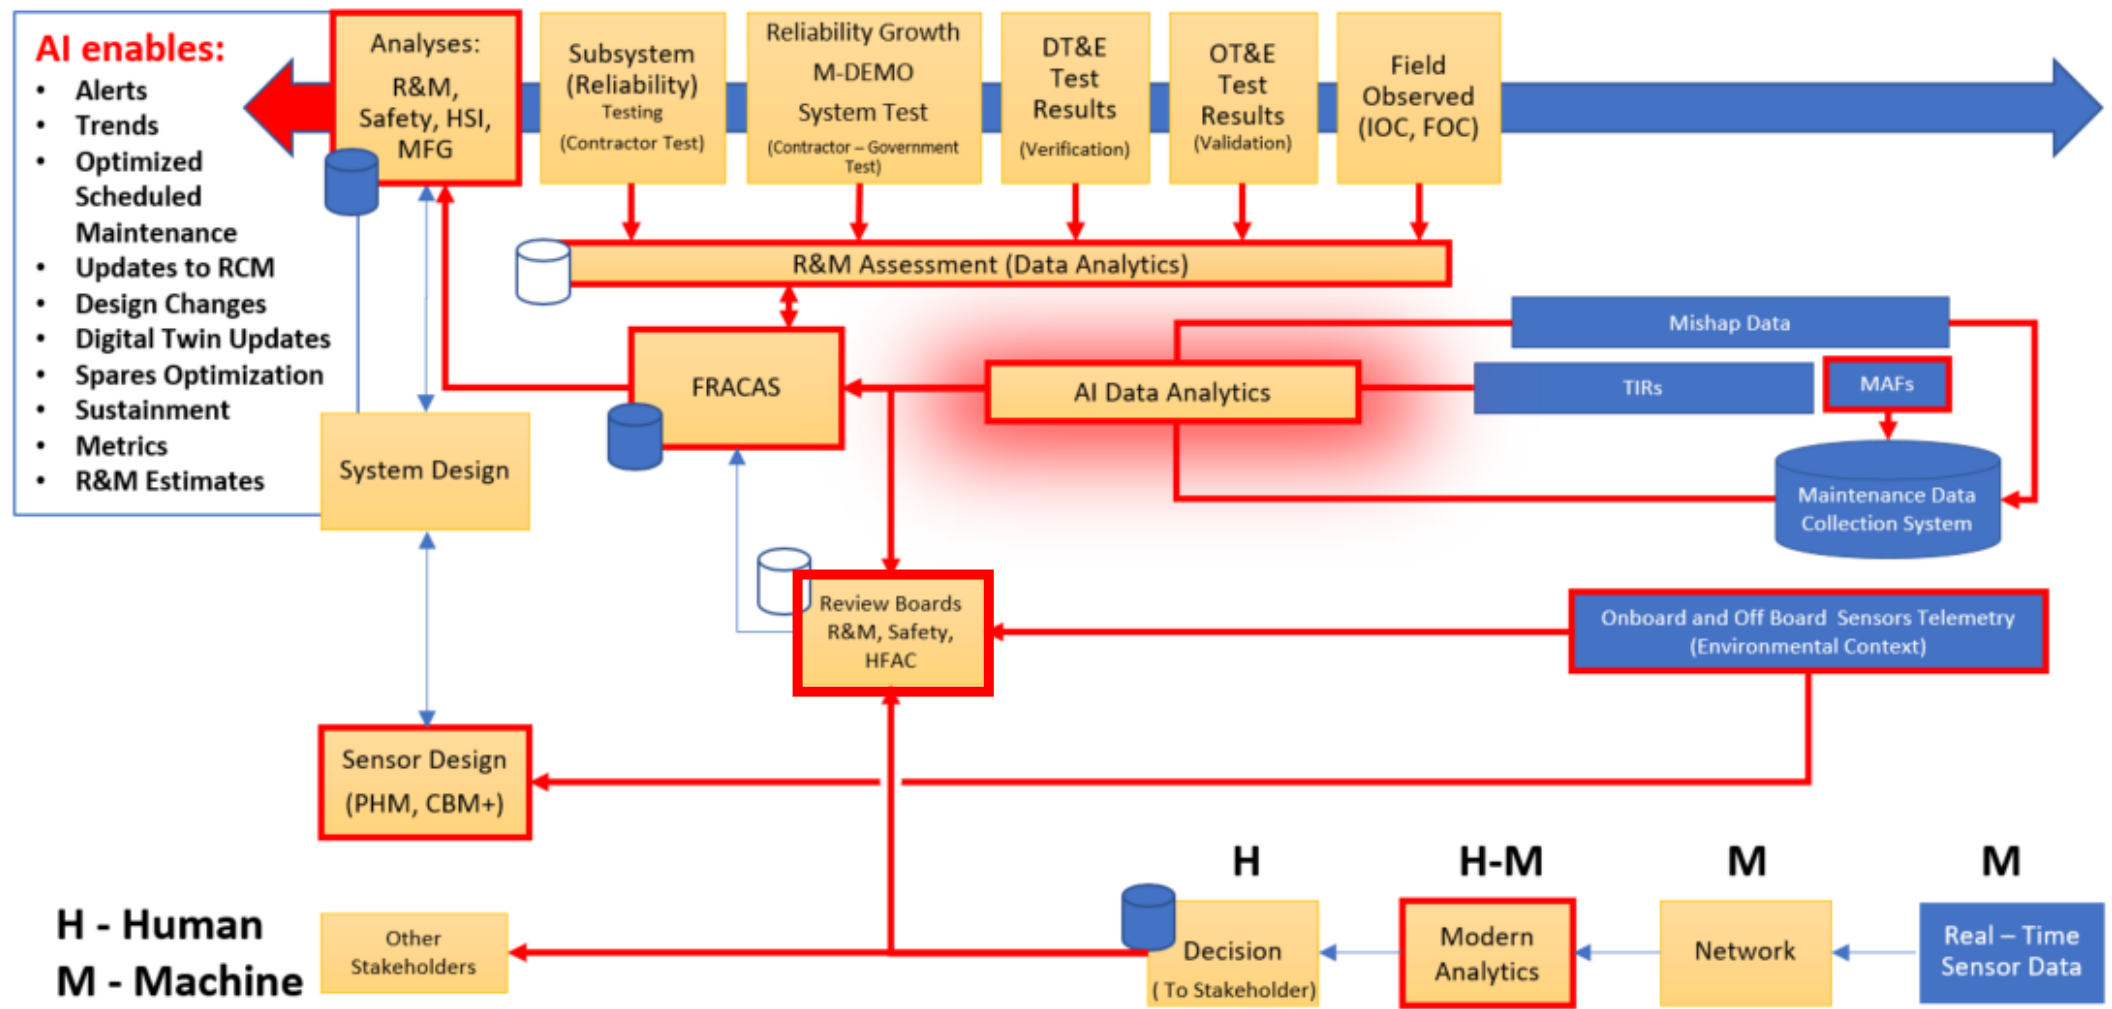 AI enables:
• Alerts
• Trends
• Optimized
Scheduled
Maintenance
• Updates to RCM
• Design Changes
• Digital Twin Updates
• Spares Optimization
• Sustainment
• Metrics
• R&M Estimates
Analyses:
R&M,
Safety, HSI,
MFG
Subsystem
(Reliability)
Testing
(Contractor Test)
Reliability Growth
M-DEMO
System Test
(Contractor – Government
Test)
DT&E
Test
Results
(Verification)
OT&E
Test
Results
(Validation)
Field
Observed
(IOC, FOC)
R&M Assessment (Data Analytics)
FRACAS
AI Data Analytics
Mishap Data
TIRs
MAFs
Maintenance Data
Collection System
System Design
Review Boards
R&M, Safety,
HFAC
Onboard and Off Board Sensors Telemetry
(Environmental Context)
Sensor Design
(PHM, CBM+)
H
H-M
M
M
H - Human
M - Machine
Other
Stakeholders
Decision
( To Stakeholder)
Modern
Analytics
Network
Real – Time
Sensor Data